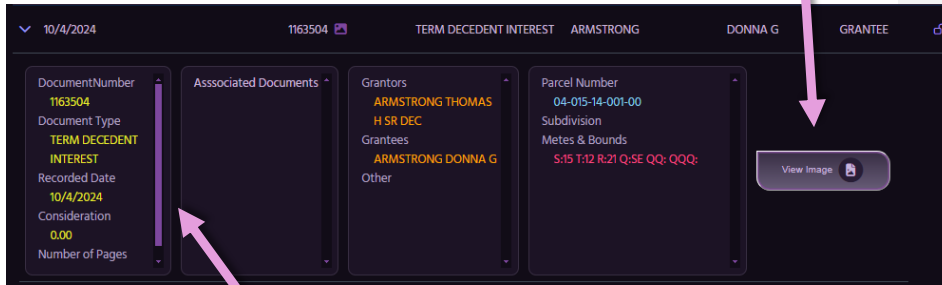 10/4/2024 1163504 TERM DECEDENT INTEREST ARMSTRONG DONNA G GRANTEE
DocumentNumber
1163504
Document Type
TERM DECEDENT
INTEREST
Recorded Date
10/4/2024
Consideration
0.00
Number of Pages
Asssociated Documents
Grantors
ARMSTRONG THOMAS
H SR DEC
Grantees
ARMSTRONG DONNA G
Other
Parcel Number
04-015-14-001-00
Subdivision
Metes & Bounds
S:15 T:12 R:21 Q:SE QQ: QQQ:
View Image